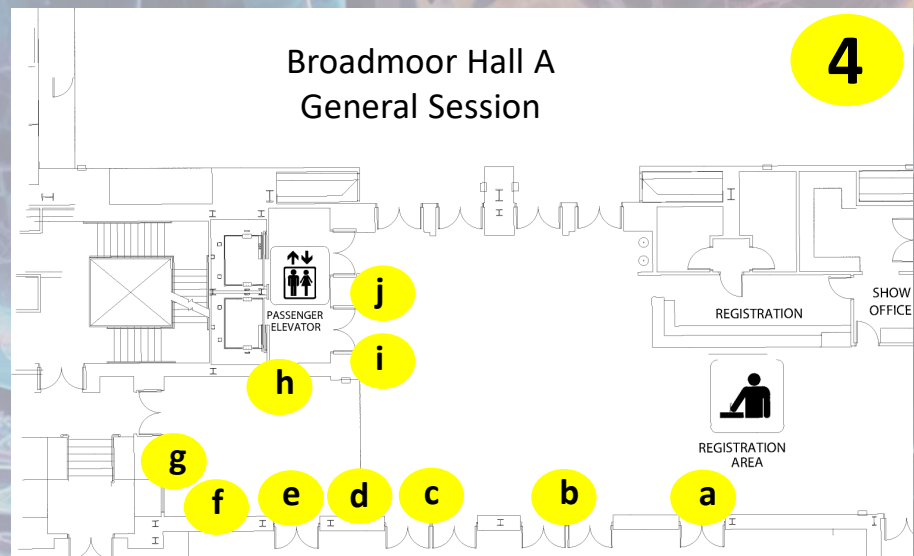 Broadmoor Hall A
General Session
4
j
PASSENGER
ELEVATOR
i
h
REGISTRATION
SHOW
OFFICE
REGISTRATION
AREA
g
f
e
d
c
b
a